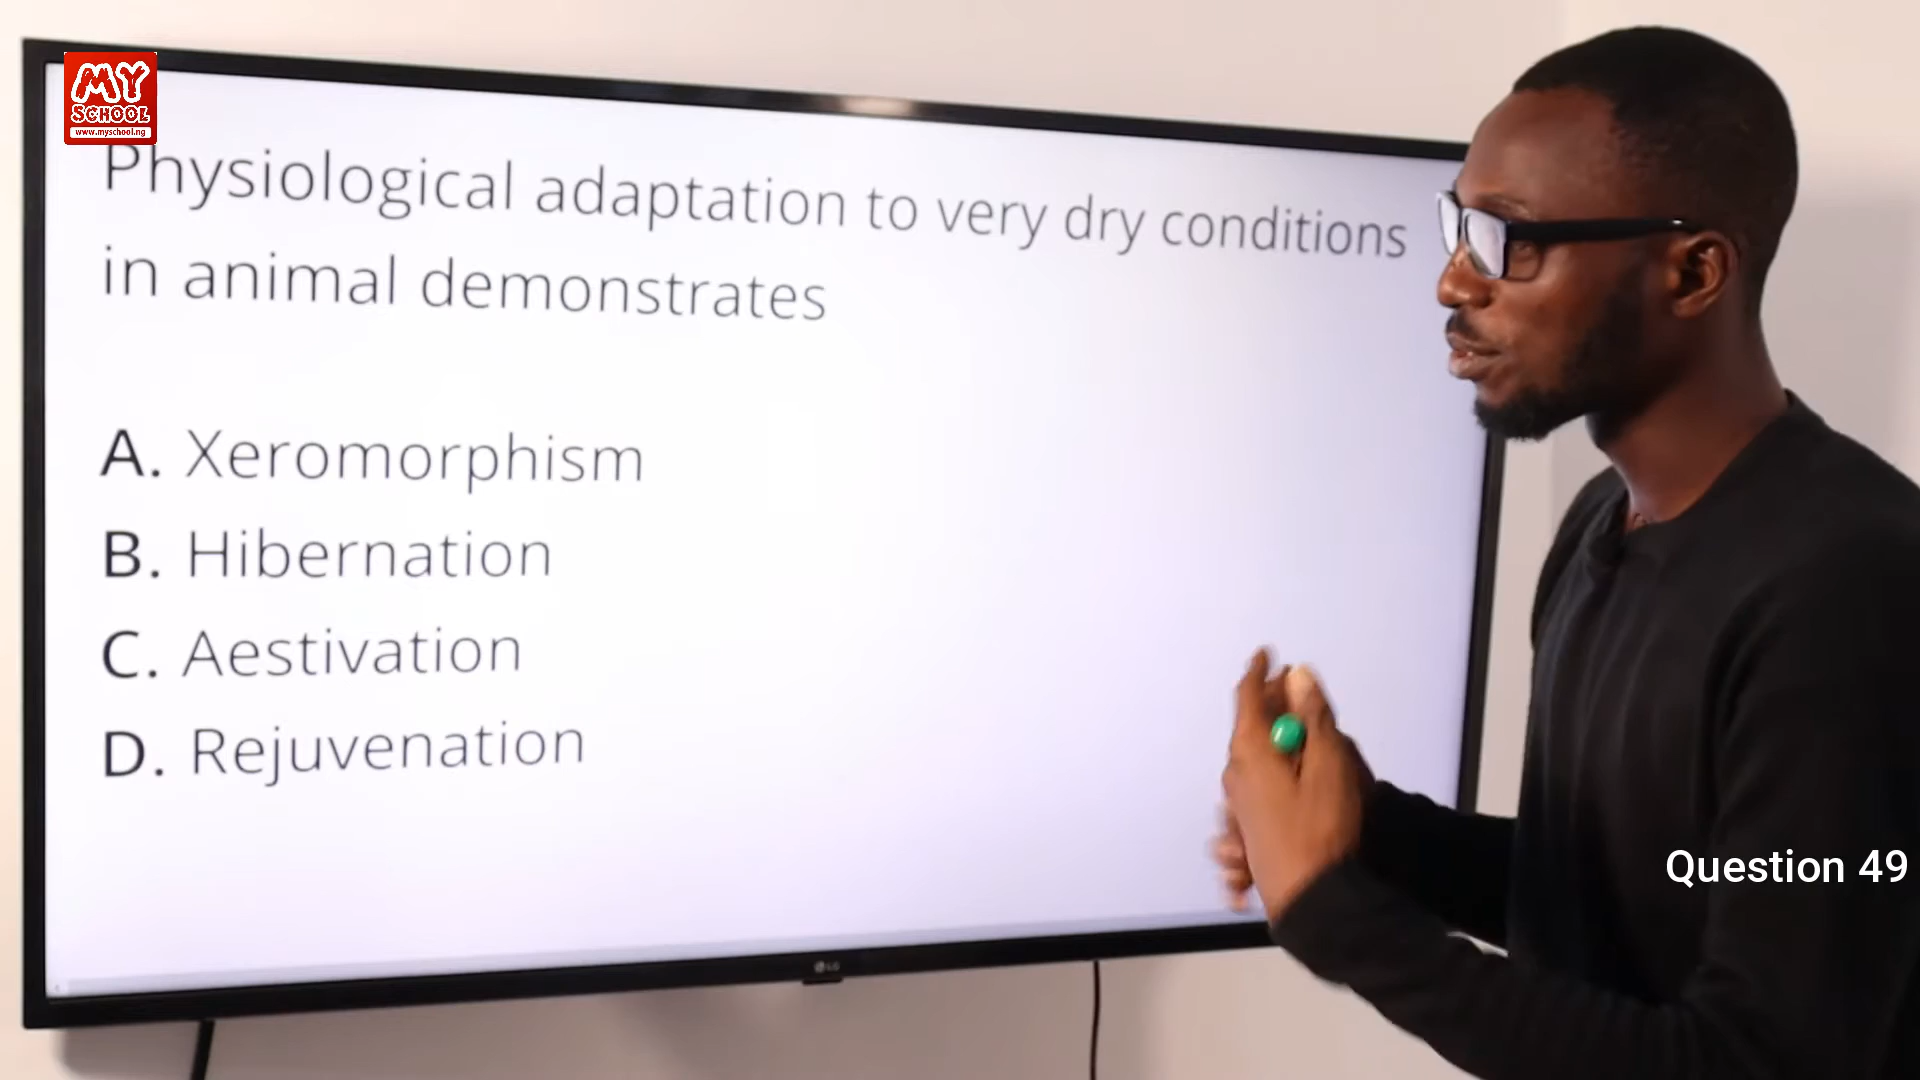 MY
SCHOOL
www.myschool.ng
Physiological adaptation to very dry conditions
in animal demonstrates
A. Xeromorphism
B. Hibernation
C. Aestivation
D. Rejuvenation
LG
Question 49